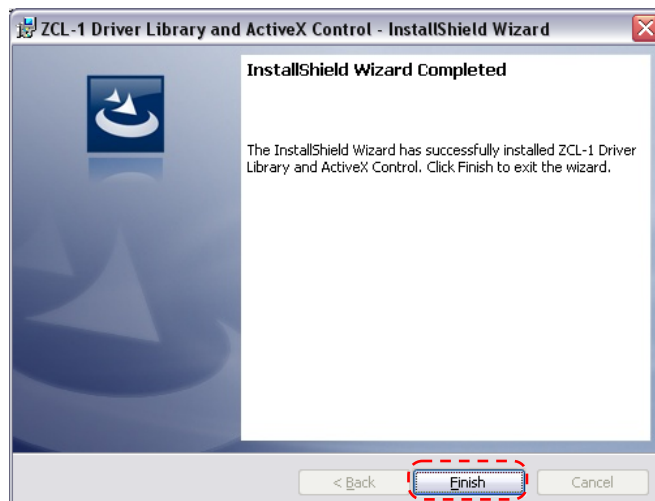 ZCL-1 Driver Library and ActiveX Control - InstallShield Wizard
InstallShield Wizard Completed
The InstallShield Wizard has successfully installed ZCL-1 Driver
Library and ActiveX Control. Click Finish to exit the wizard.
< Back
Finish
Cancel